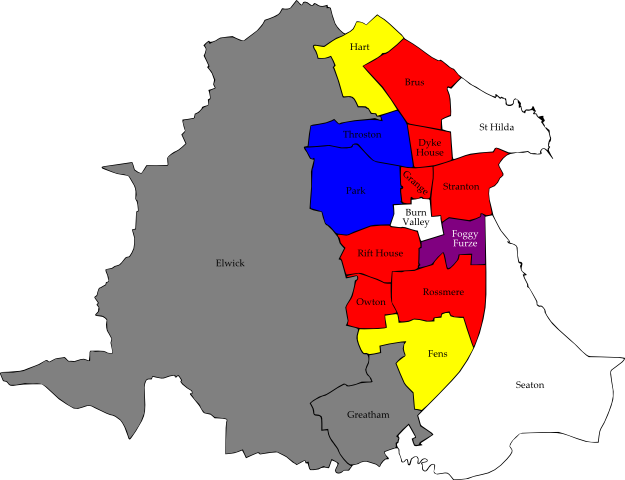 Hart
Brus
St Hilda
Throston
Dyke
House
Park
Grange
Stranton
Burn
Valley
Foggy
Furze
Rift House
Elwick
Rossmere
Owton
Fens
Seaton
Greatham